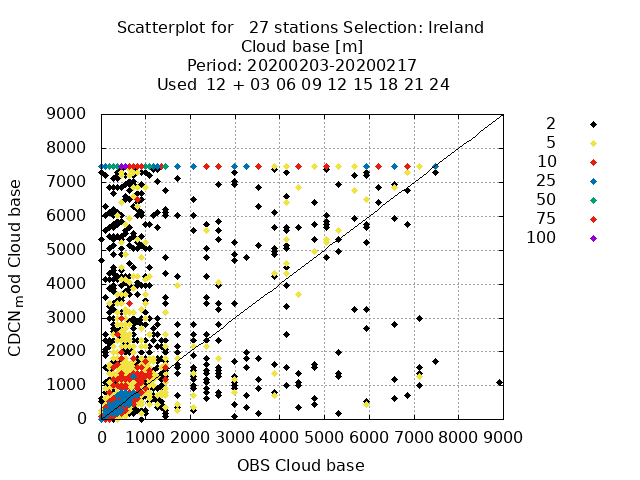 Scatterplot for   27 stations Selection: Ireland
Cloud base [m]
Period: 20200203-20200217
Used  12 + 03 06 09 12 15 18 21 24
9000
8000
7000
6000
5000
4000
3000
2000
1000
0
CDCN_mod Cloud base
0 1000 2000 3000 4000 5000 6000 7000 8000 9000
OBS Cloud base
2
5
10
25
50
75
100